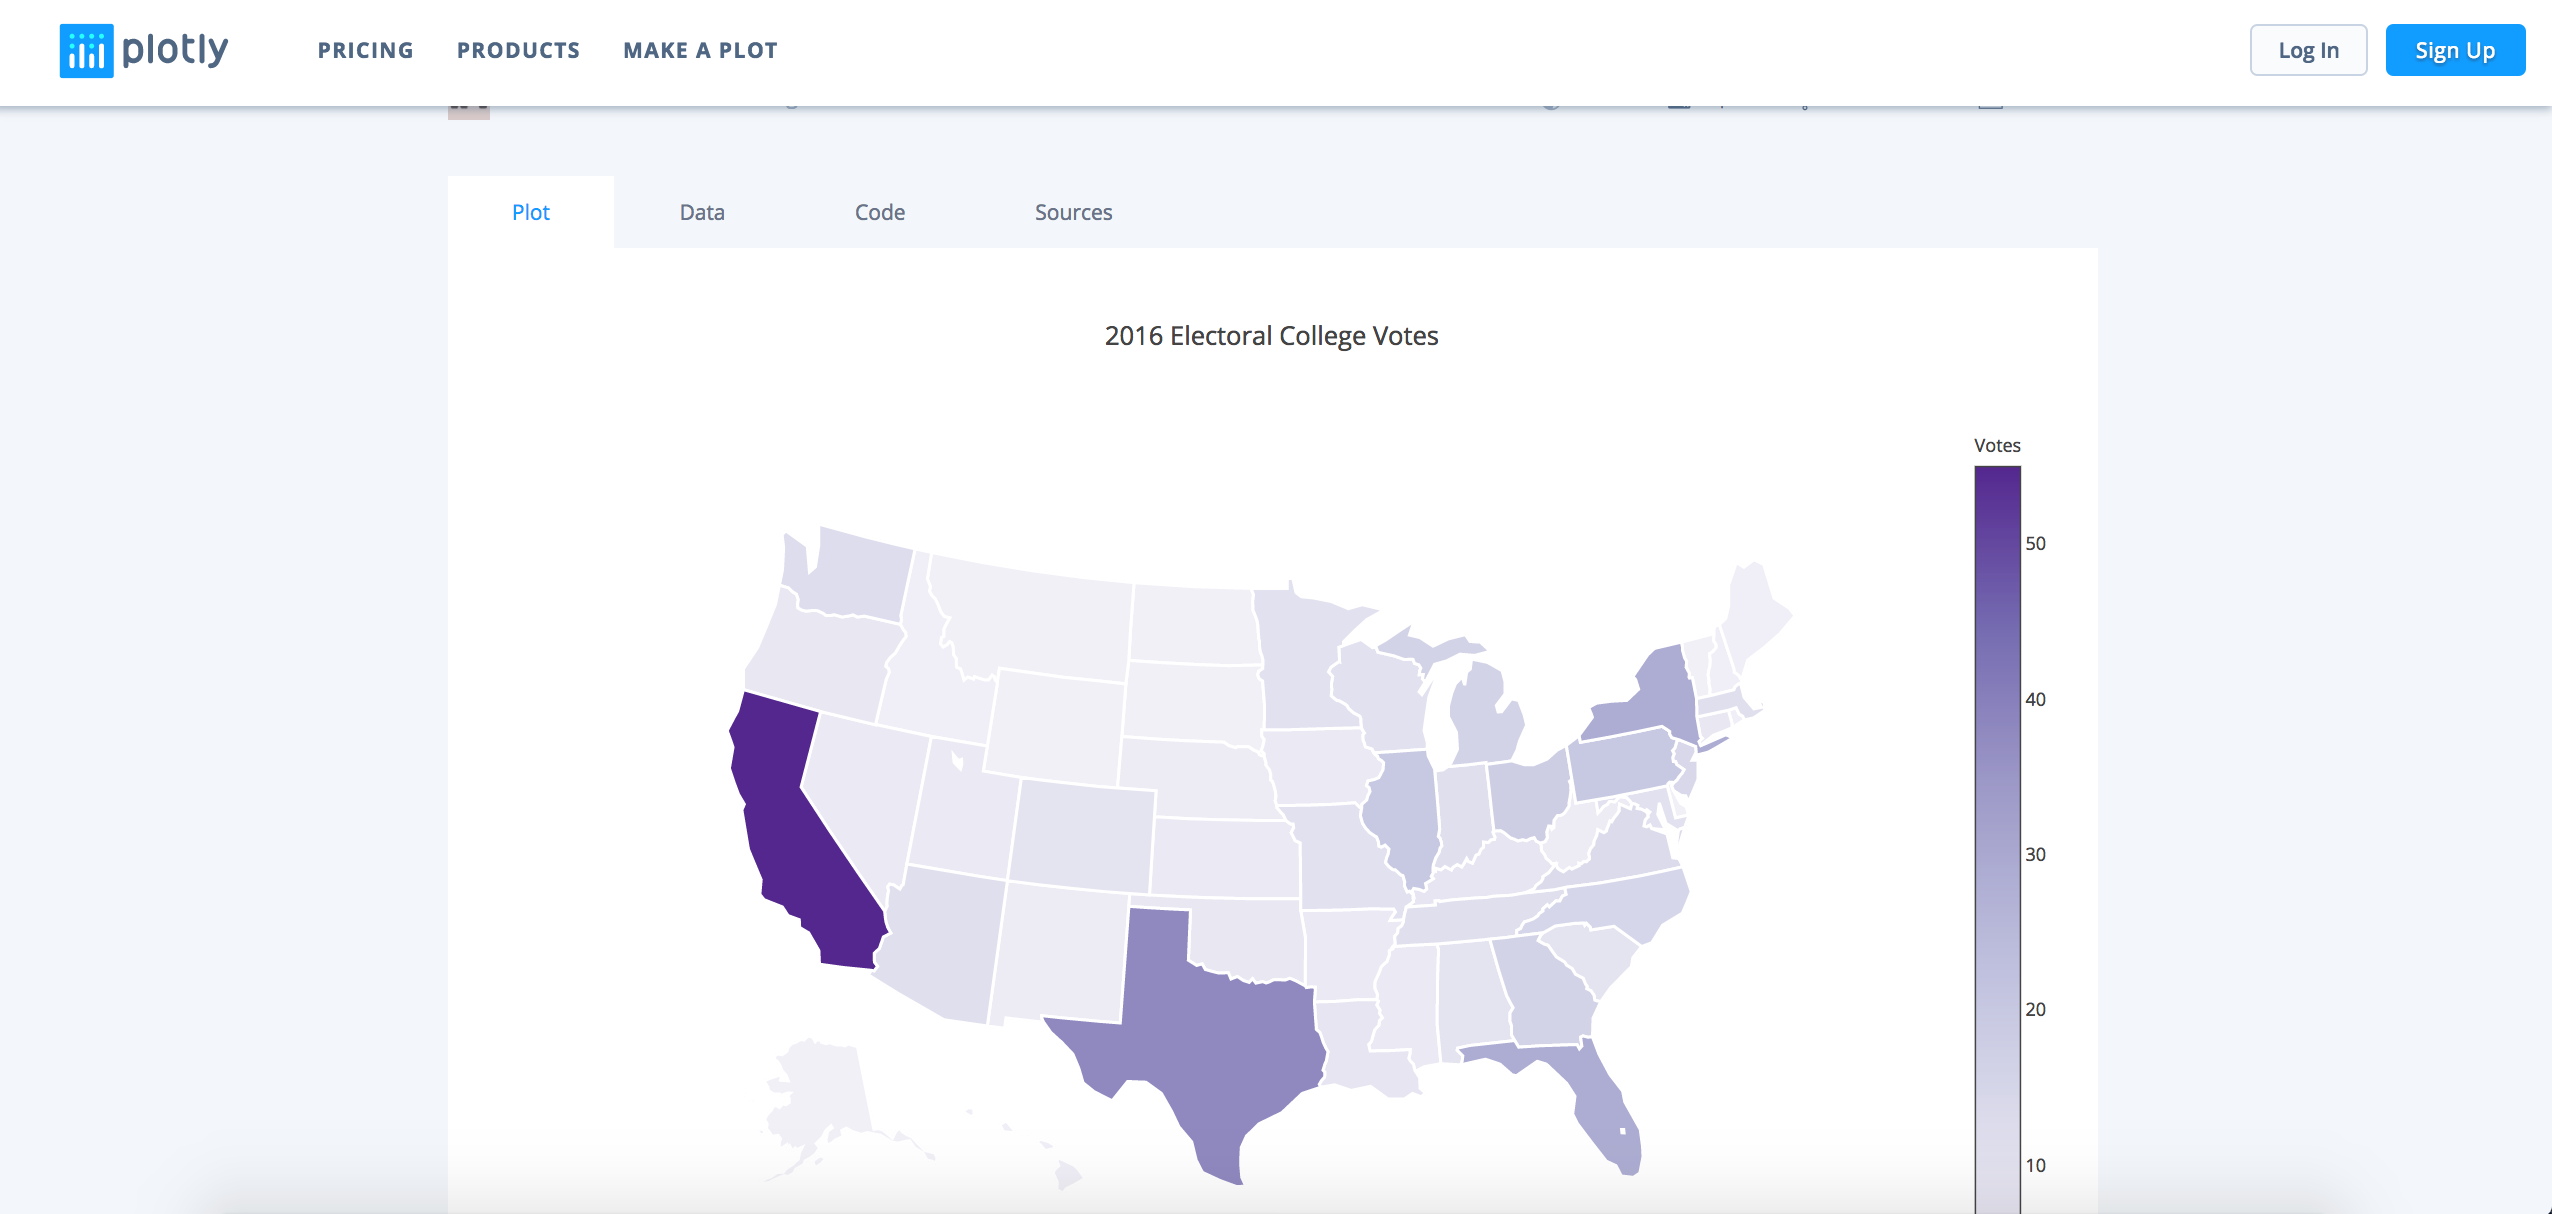 plotly PRICING PRODUCTS MAKE A PLOT Log In Sign Up
Plot Data Code Sources
2016 Electoral College Votes
Votes
50
40
30
20
10